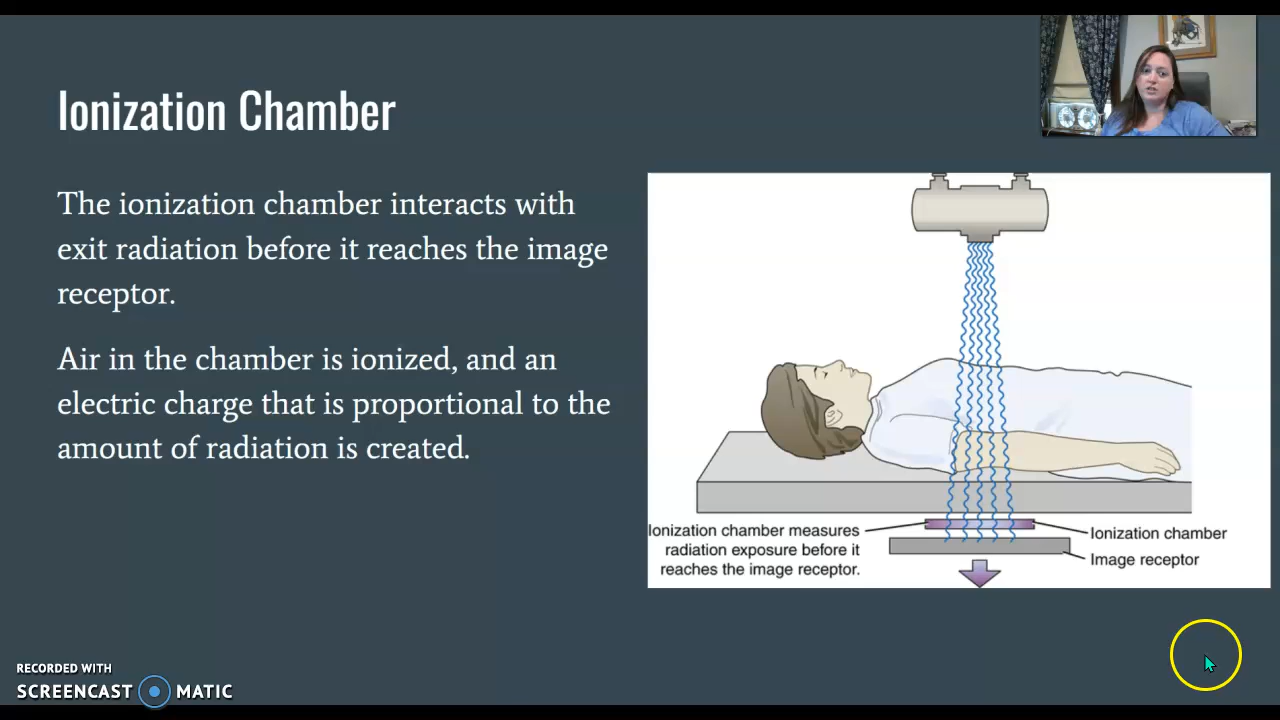 Ionization Chamber
The ionization chamber interacts with
exit radiation before it reaches the image
receptor.
Air in the chamber is ionized, and an
electric charge that is proportional to the
amount of radiation is created.
Ionization chamber measures
radiation exposure before it
reaches the image receptor.
Ionization chamber
Image receptor
RECORDED WITH
SCREENCAST MATIC